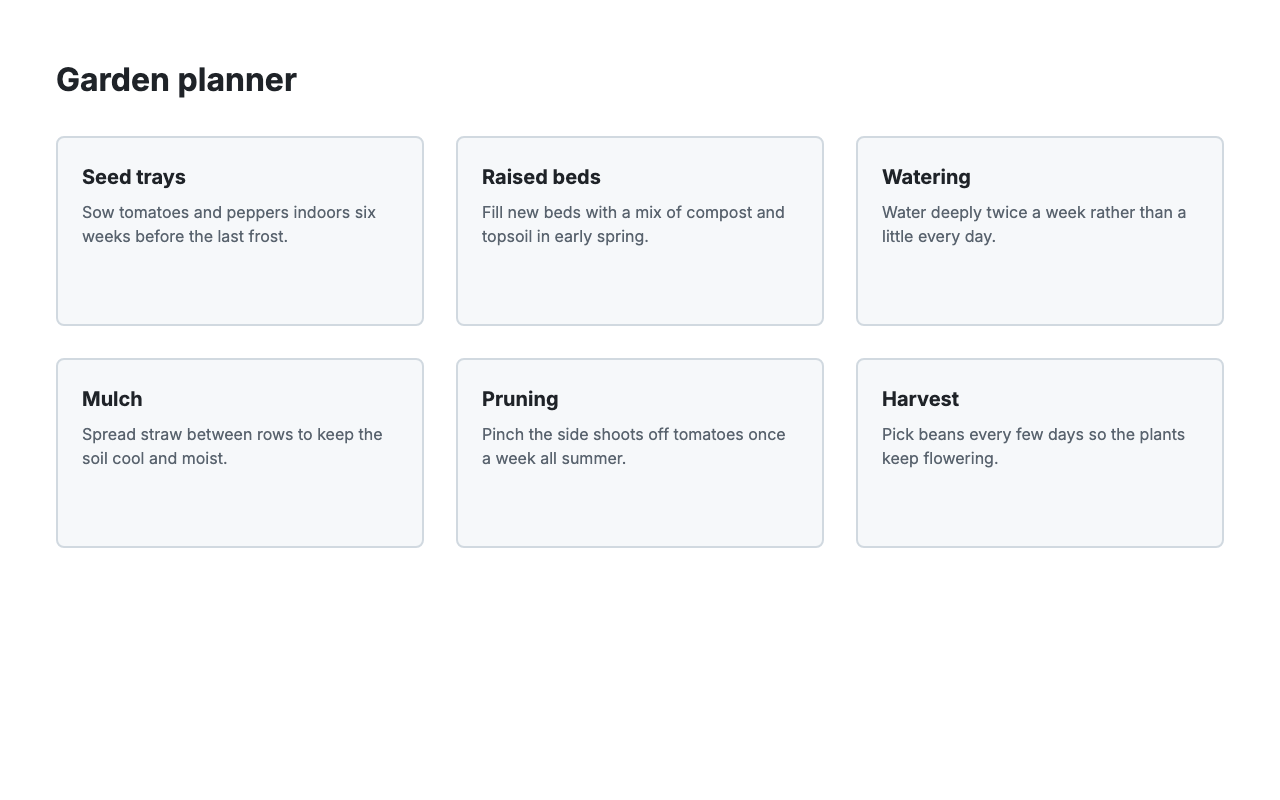 Garden planner
Seed trays
Sow tomatoes and peppers indoors six
weeks before the last frost.
Raised beds
Fill new beds with a mix of compost and
topsoil in early spring.
Watering
Water deeply twice a week rather than a
little every day.
Mulch
Spread straw between rows to keep the
soil cool and moist.
Pruning
Pinch the side shoots off tomatoes once
a week all summer.
Harvest
Pick beans every few days so the plants
keep flowering.